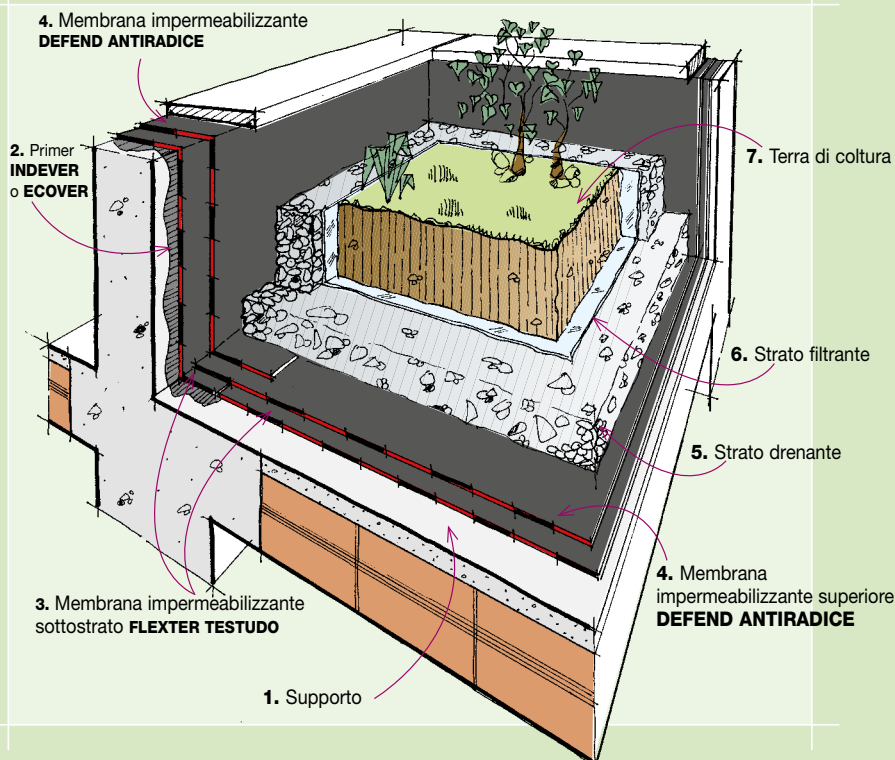 4. Membrana impermeabilizzante
DEFEND ANTIRADICE
2. Primer
INDEVER
o ECOVER
7. Terra di coltura
6. Strato filtrante
5. Strato drenante
4. Membrana
impermeabilizzante superiore
DEFEND ANTIRADICE
3. Membrana impermeabilizzante
sottostrato FLEXTER TESTUDO
1. Supporto